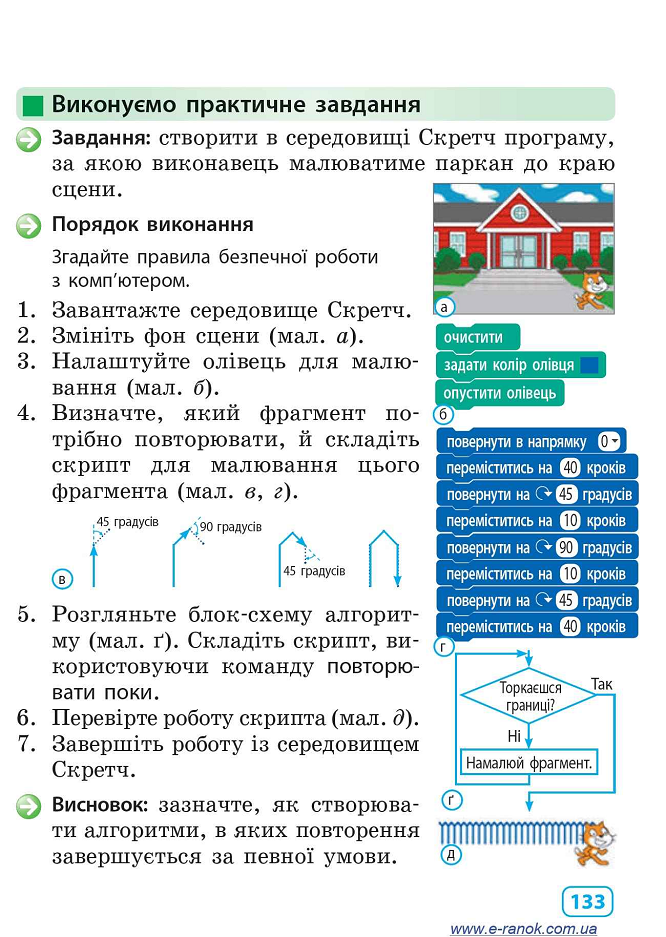 Виконуємо практичне завдання
Завдання: створити в середовищі Скретч програму,
за якою виконавець малюватиме паркан до краю
сцени.
Порядок виконання
Згадайте правила безпечної роботи
з комп’ютером.
1. Завантажте середовище Скретч.
2. Змініть фон сцени (мал. а).
3. Налаштуйте олівець для малю-
вання (мал. б).
4. Визначте, який фрагмент по-
трібно повторювати, й складіть
скрипт для малювання цього
фрагмента (мал. в, г).
45 градусів
90 градусів
45 градусів
в
5. Розгляньте блок-схему алгорит-
му (мал. ґ). Складіть скрипт, ви-
користовуючи команду повторю-
вати поки.
6. Перевірте роботу скрипта (мал. д).
7. Завершіть роботу із середовищем
Скретч.
Висновок: зазначте, як створюва-
ти алгоритми, в яких повторення
завершується за певної умови.
а
очистити
задати колір олівця
опустити олівець
б
повернути в напрямку 0
переміститись на 40 кроків
повернути на 45 градусів
переміститись на 10 кроків
повернути на 90 градусів
переміститись на 10 кроків
повернути на 45 градусів
переміститись на 40 кроків
г
Торкаєшся
границі?
Так
Ні
Намалюй фрагмент.
ґ
д
133
www.e-ranok.com.ua